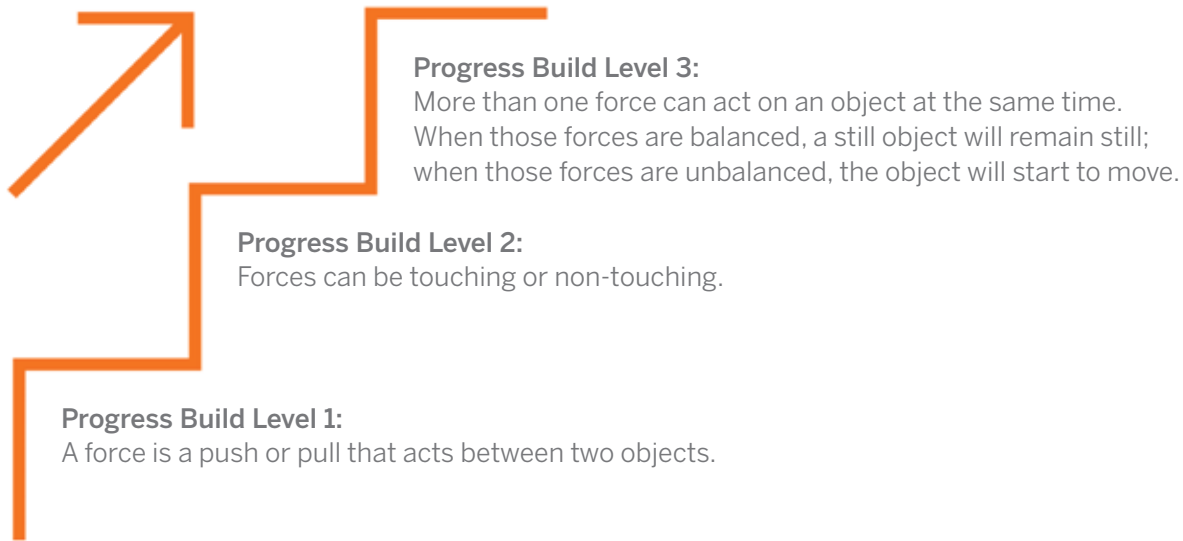 Progress Build Level 3:
More than one force can act on an object at the same time.
When those forces are balanced, a still object will remain still;
when those forces are unbalanced, the object will start to move.
Progress Build Level 2:
Forces can be touching or non-touching.
Progress Build Level 1:
A force is a push or pull that acts between two objects.